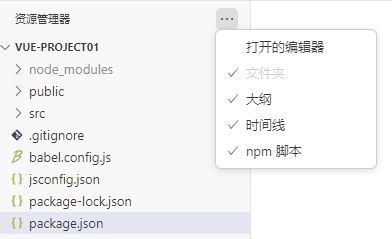 资源管理器
VUE-PROJECT01
node_modules
public
src
.gitignore
babel.config.js
jsconfig.json
package-lock.json
package.json
打开的编辑器
文件夹
大纲
时间线
npm 脚本